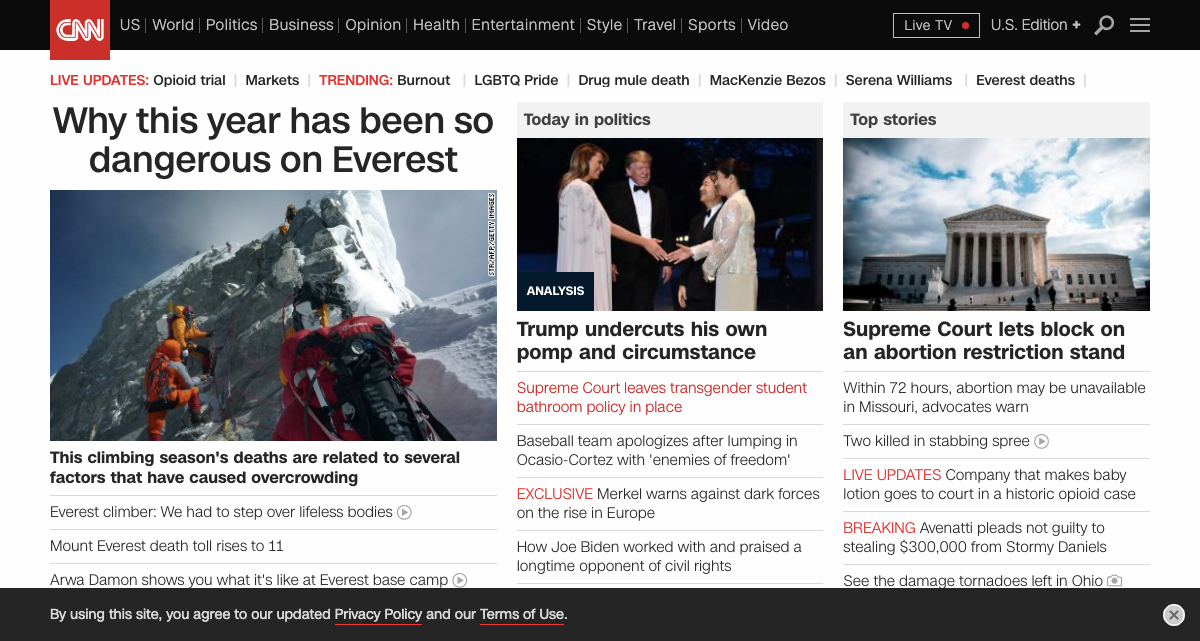 CNN
US World Politics Business Opinion Health Entertainment Style Travel Sports Video
Live TV
U.S. Edition +
LIVE UPDATES: Opioid trial | Markets | TRENDING: Burnout | LGBTQ Pride | Drug mule death | MacKenzie Bezos | Serena Williams | Everest deaths |
Why this year has been so
dangerous on Everest
STR/AFP/GETTY IMAGES
This climbing season's deaths are related to several
factors that have caused overcrowding
Everest climber: We had to step over lifeless bodies
Mount Everest death toll rises to 11
Arwa Damon shows you what it's like at Everest base camp
Today in politics
ANALYSIS
Trump undercuts his own
pomp and circumstance
Supreme Court leaves transgender student
bathroom policy in place
Baseball team apologizes after lumping in
Ocasio-Cortez with 'enemies of freedom'
EXCLUSIVE Merkel warns against dark forces
on the rise in Europe
How Joe Biden worked with and praised a
longtime opponent of civil rights
Top stories
Supreme Court lets block on
an abortion restriction stand
Within 72 hours, abortion may be unavailable
in Missouri, advocates warn
Two killed in stabbing spree
LIVE UPDATES Company that makes baby
lotion goes to court in a historic opioid case
BREAKING Avenatti pleads not guilty to
stealing $300,000 from Stormy Daniels
See the damage tornadoes left in Ohio
By using this site, you agree to our updated Privacy Policy and our Terms of Use.